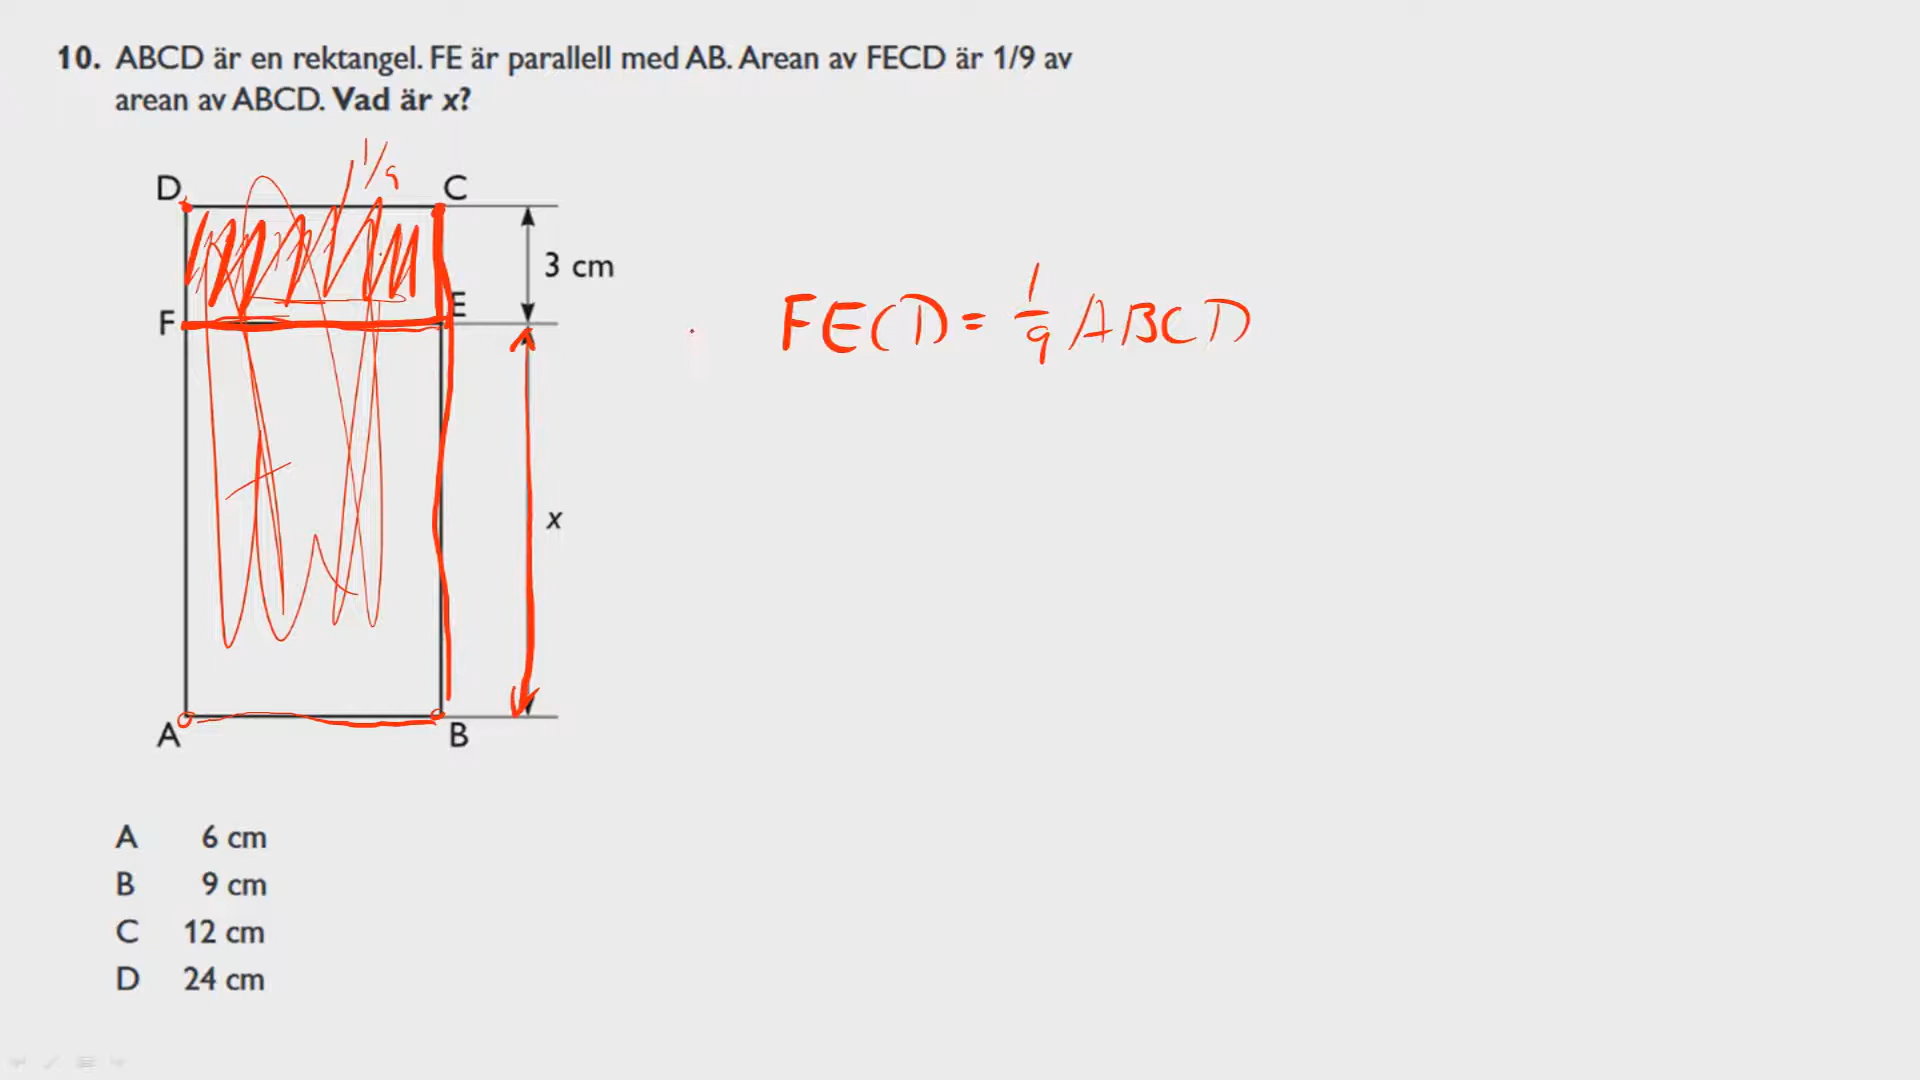 10. ABCD är en rektangel. FE är parallell med AB. Arean av FECD är 1/9 av
arean av ABCD. Vad är x?
1/9
D
C
3 cm
E
F
FECD = 1/9 ABCD
x
A
B
A 6 cm
B 9 cm
C 12 cm
D 24 cm